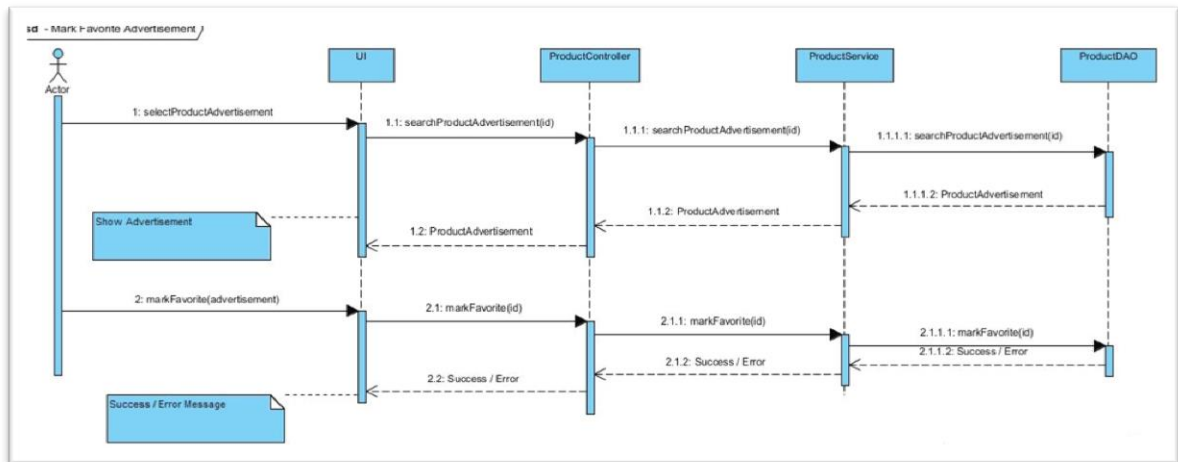 sd - Mark Favorite Advertisement
Actor
UI
ProductController
ProductService
ProductDAO
1: selectProductAdvertisement
1.1: searchProductAdvertisement(id)
1.1.1: searchProductAdvertisement(id)
1.1.1.1: searchProductAdvertisement(id)
1.1.1.2: ProductAdvertisement
1.1.2: ProductAdvertisement
1.2: ProductAdvertisement
Show Advertisement
2: markFavorite(advertisement)
2.1: markFavorite(id)
2.1.1: markFavorite(id)
2.1.1.1: markFavorite(id)
2.1.1.2: Success / Error
2.1.2: Success / Error
2.2: Success / Error
Success / Error Message